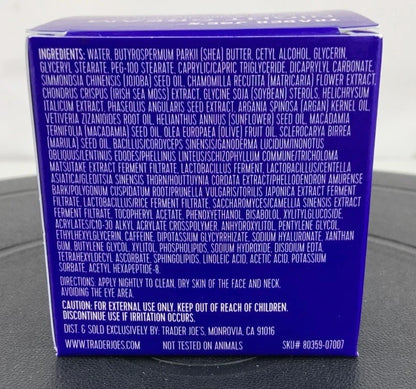 INGREDIENTS: WATER, BUTYROSPERMUM PARKII (SHEA) BUTTER, CETYL ALCOHOL, GLYCERIN,
GLYCERYL STEARATE, PEG-100 STEARATE, CAPRYLIC/CAPRIC TRIGLYCERIDE, DICAPRYLYL CARBONATE,
SIMMONDSIA CHINENSIS (JOJOBA) SEED OIL, CHAMOMILLA RECUTITA (MATRICARIA) FLOWER EXTRACT,
CHONDRUS CRISPUS (IRISH SEA MOSS) EXTRACT, GLYCINE SOJA (SOYBEAN) STEROLS, HELICHRYSUM
ITALICUM EXTRACT, PHASEOLUS ANGULARIS SEED EXTRACT, ARGANIA SPINOSA (ARGAN) KERNEL OIL,
VETIVERIA ZIZANIOIDES ROOT OIL, HELIANTHUS ANNUUS (SUNFLOWER) SEED OIL, MACADAMIA
TERNIFOLIA (MACADAMIA) SEED OIL, OLEA EUROPAEA (OLIVE) FRUIT OIL, SCLEROCARYA BIRREA
(MARULA) SEED OIL, BACILLUS/CORDYCEPS SINENSIS/GANODERMA LUCIDUM/INONOTUS
OBLIQUUS/LENTINUS EDODES/PHELLINUS LINTEUS/SCHIZOPHYLLUM COMMUNE/TRICHOLOMA
MATSUTAKE EXTRACT FERMENT FILTRATE, LACTOBACILLUS FERMENT, LACTOBACILLUS/CENTELLA
ASIATICA/GLEDITSIA SINENSIS THORN/HOUTTUYNIA CORDATA EXTRACT/PHELLODENDRON AMURENSE
BARK/POLYGONUM CUSPIDATUM ROOT/PRUNELLA VULGARIS/TORILIS JAPONICA EXTRACT FERMENT
FILTRATE, LACTOBACILLUS/RICE FERMENT FILTRATE, SACCHAROMYCES/CAMELLIA SINENSIS EXTRACT
FERMENT FILTRATE, TOCOPHERYL ACETATE, PHENOXYETHANOL, BISABOLOL, XYLITYLGLUCOSIDE,
ACRYLATES/C10-30 ALKYL ACRYLATE CROSSPOLYMER, ANHYDROXYLITOL, PENTYLENE GLYCOL,
ETHYLHEXYLGLYCERIN, CAFFEINE, DIPOTASSIUM GLYCYRRHIZATE, SODIUM HYALURONATE, XANTHAN
GUM, BUTYLENE GLYCOL, XYLITOL, PHOSPHOLIPIDS, SODIUM HYDROXIDE, DISODIUM EDTA,
TETRAHEXYLDECYL ASCORBATE, SPHINGOLIPIDS, LINOLEIC ACID, ACETIC ACID, POTASSIUM
SORBATE, ACETYL HEXAPEPTIDE-8.
DIRECTIONS: APPLY NIGHTLY TO CLEAN, DRY SKIN OF THE FACE AND NECK,
AVOIDING THE EYE AREA.
CAUTION: FOR EXTERNAL USE ONLY. KEEP OUT OF REACH OF CHILDREN.
DISCONTINUE USE IF IRRITATION OCCURS.
DIST. & SOLD EXCLUSIVELY BY: TRADER JOE'S, MONROVIA, CA 91016
WWW.TRADERJOES.COM NOT TESTED ON ANIMALS SKU# 80359-07007